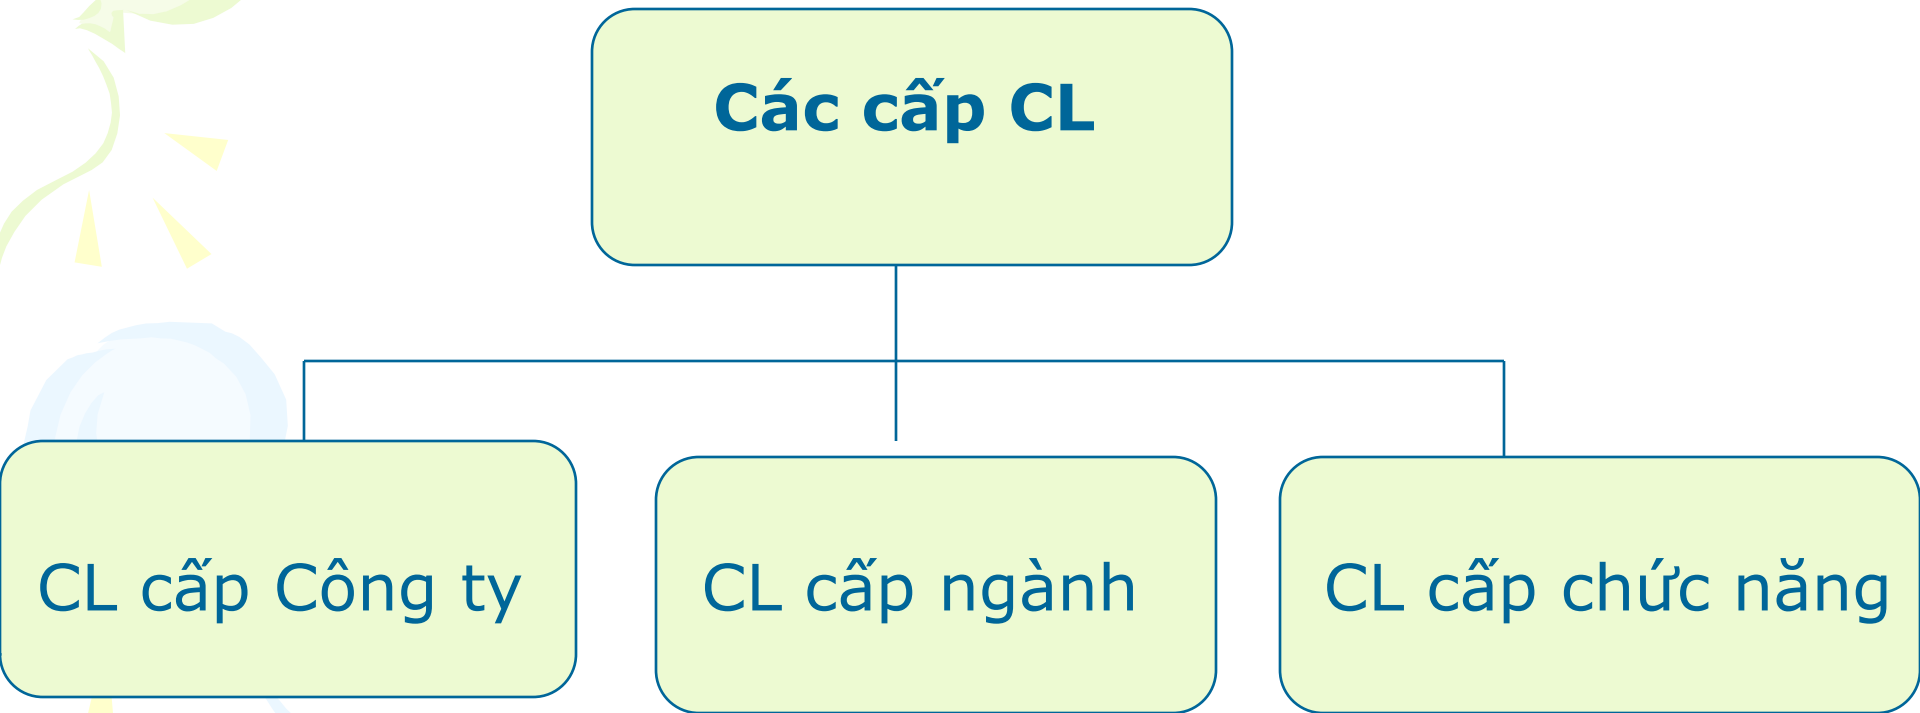 Các cấp CL
CL cấp Công ty
CL cấp ngành
CL cấp chức năng